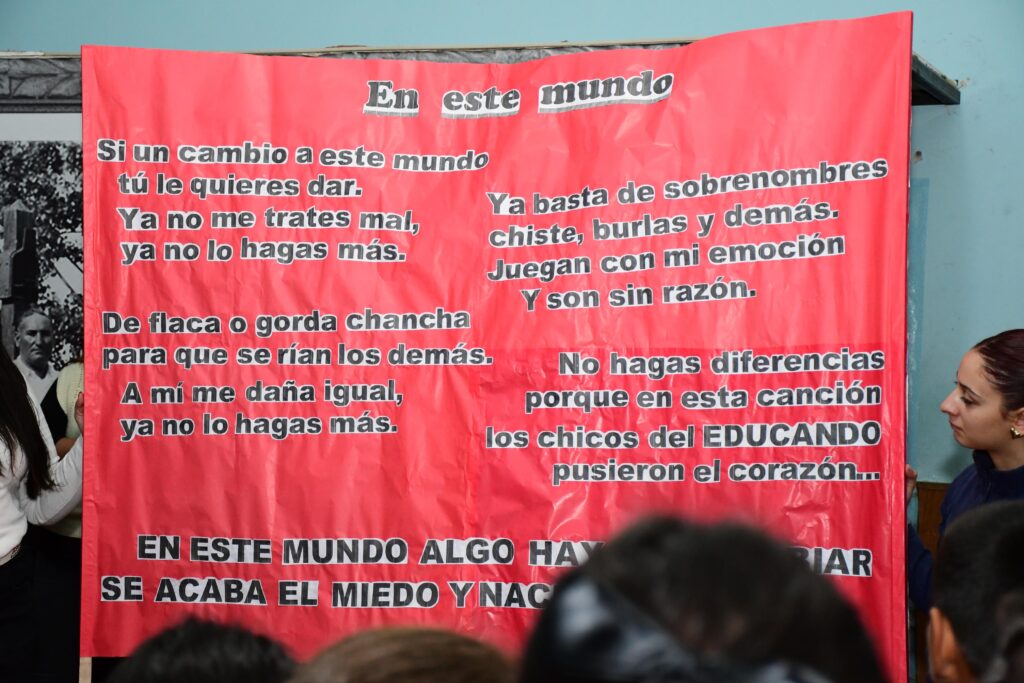 En este mundo
Si un cambio a este mundo
tú le quieres dar.
Ya no me trates mal,
ya no lo hagas más.
De flaca o gorda chancha
para que se rían los demás.
A mí me daña igual,
ya no lo hagas más.
Ya basta de sobrenombres
chiste, burlas y demás.
Juegan con mi emoción
Y son sin razón.
No hagas diferencias
porque en esta canción
los chicos del EDUCANDO
pusieron el corazón...
EN ESTE MUNDO ALGO HAY
SE ACABA EL MIEDO Y